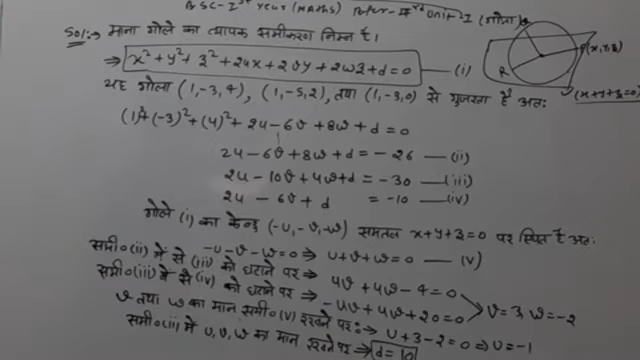 BSC-I Year (Maths) Paper-II Unit-I (गोला)
Sol:→ माना गोले का व्यापक समीकरण निम्न है।
⇒ x²+y²+z²+2ux+2vy+2wz+d=0 —(i)
P(x,y,z)
R
यह गोला (1,-3,4), (1,-5,2), तथा (1,-3,0) से गुजरता है अतः
(x+y+z=0)
(1)²+(-3)²+(4)²+2u-6v+8w+d=0
2u-6v+8w+d=-26 —(ii)
2u-10v+4w+d=-30 —(iii)
2u-6v+d =-10 —(iv)
गोले (i) का केन्द्र (-u,-v,-w) समतल x+y+z=0 पर स्थित है अतः
-u-v-w=0 ⇒ u+v+w=0 —(v)
समी०(ii) में से (iii) को घटाने पर ⇒ 4v+4w-4=0
समी०(iii) में से (iv) को घटाने पर ⇒ -4v+4w+20=0 > v=3, w=-2
v तथा w का मान समी०(v) में रखने पर:→ u+3-2=0 ⇒ u=-1
समी०(ii) में u,v,w का मान रखने पर ⇒ d=10